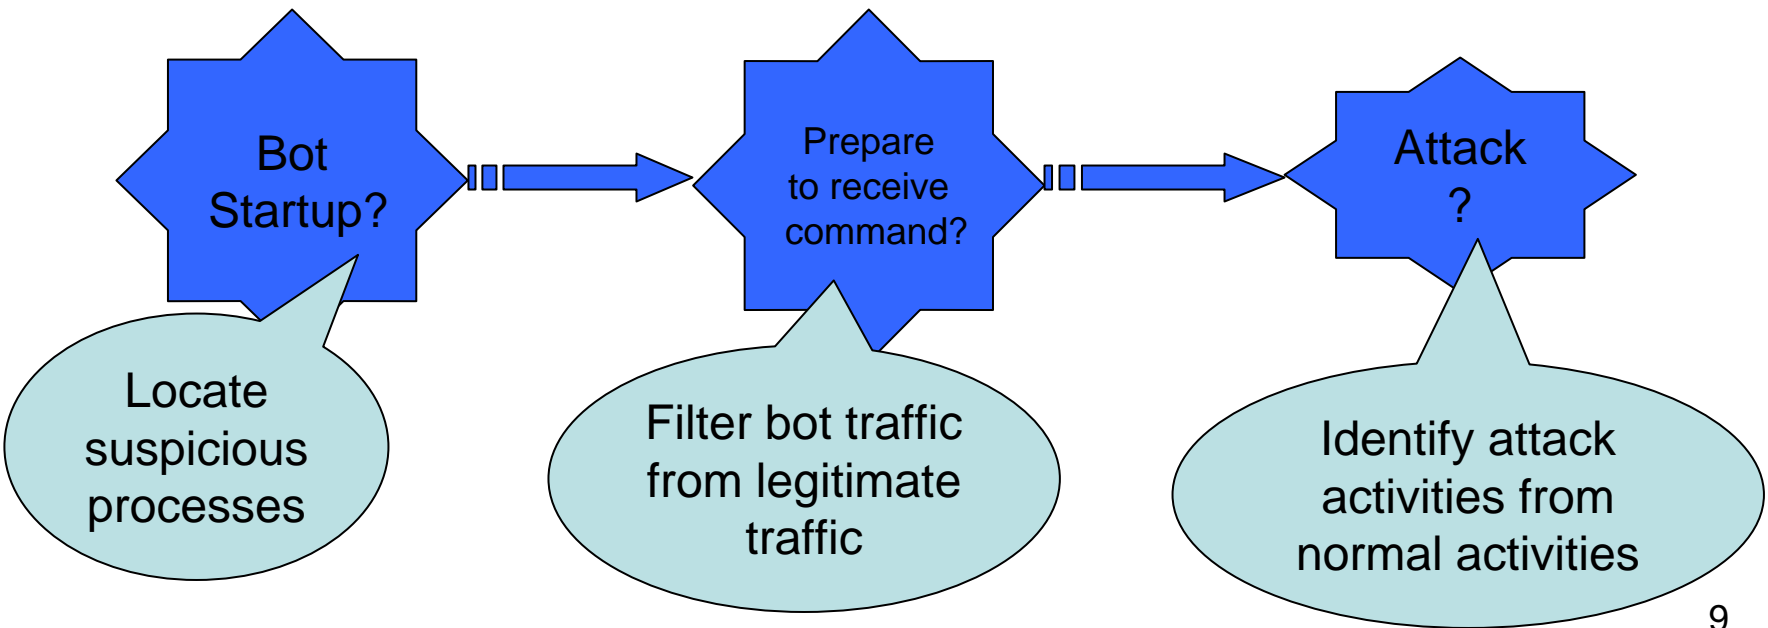 Bot
Startup?
Prepare
to receive
command?
Attack
?
Locate
suspicious
processes
Filter bot traffic
from legitimate
traffic
Identify attack
activities from
normal activities
9